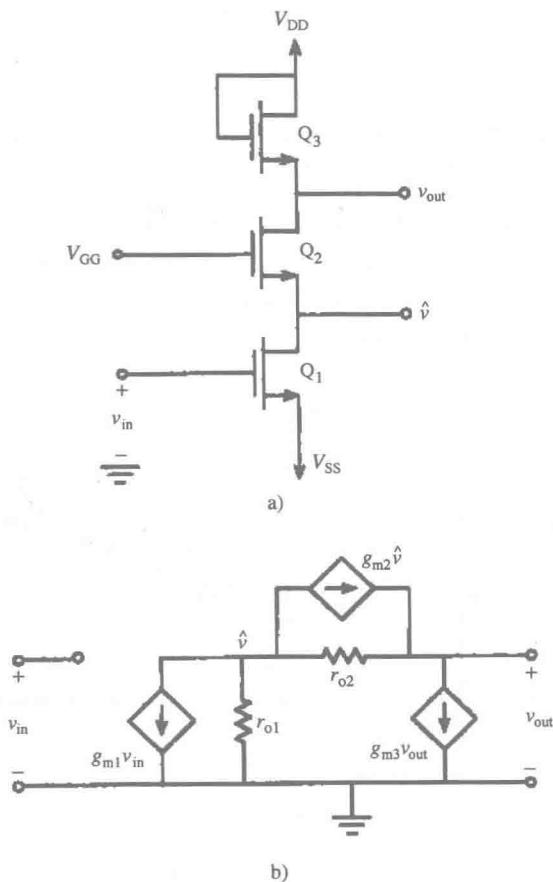 V_DD
Q_3
v_out
V_GG
Q_2
v̂
Q_1
+
v_in
−
V_SS
a)
g_m2 v̂
v̂
r_o2
+
+
v_in
g_m1 v_in
r_o1
g_m3 v_out
v_out
−
−
b)